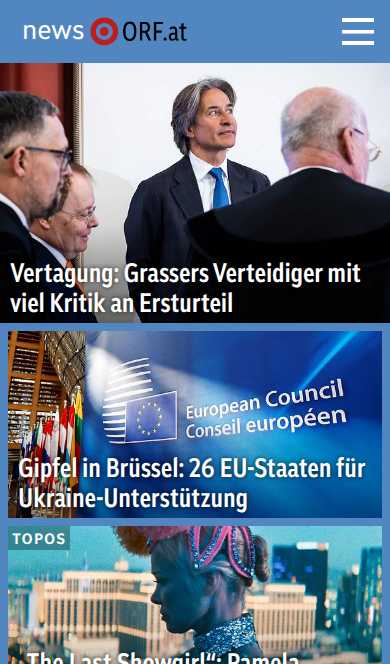 news ORF.at
Vertagung: Grassers Verteidiger mit
viel Kritik an Ersturteil
European Council
Conseil européen
Gipfel in Brüssel: 26 EU-Staaten für
Ukraine-Unterstützung
TOPOS
„The Last Showgirl“: Pamela